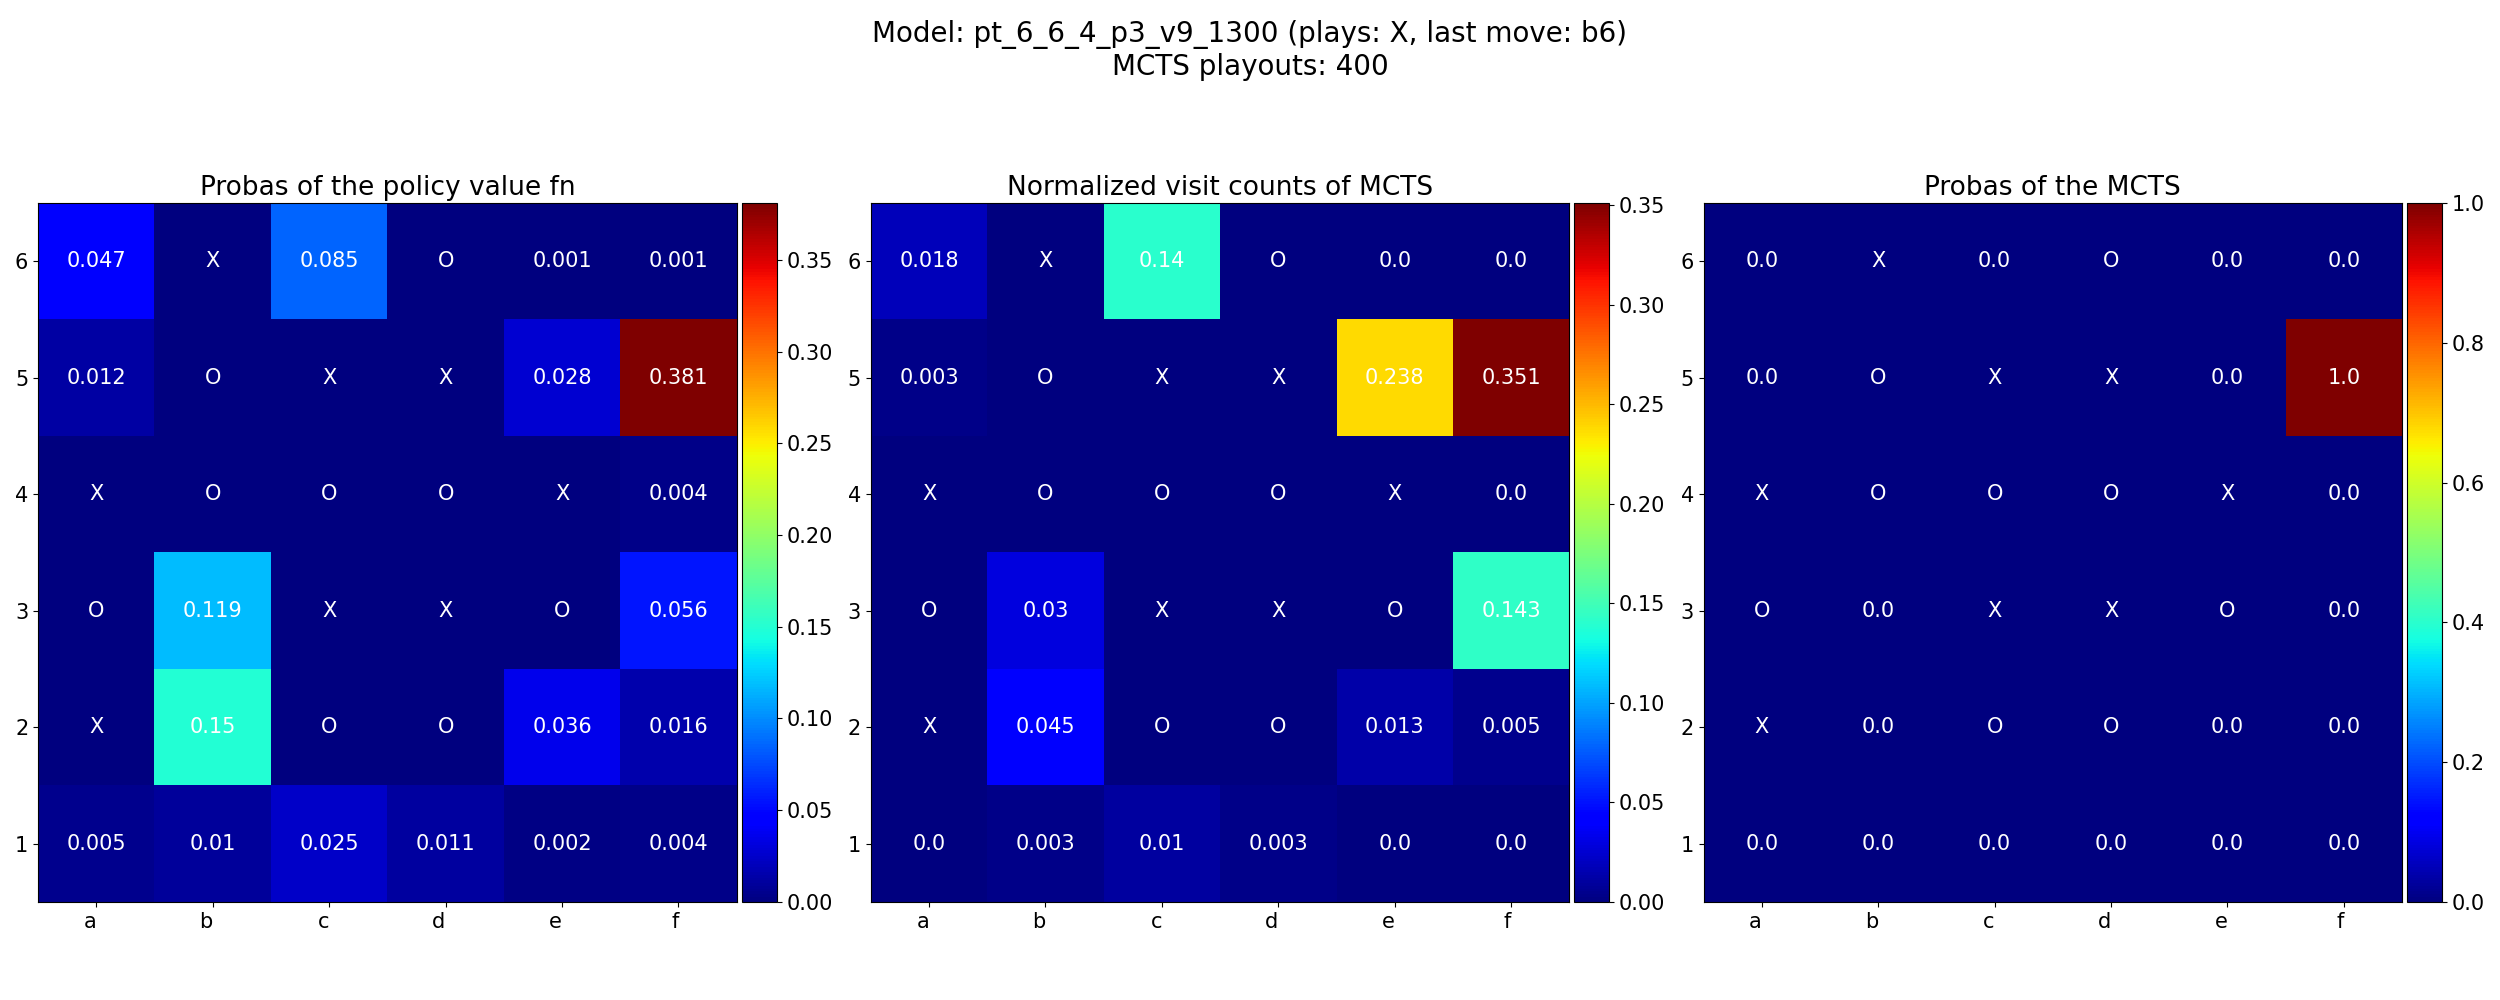 Model: pt_6_6_4_p3_v9_1300 (plays: X, last move: b6)
MCTS playouts: 400
Probas of the policy value fn
6 0.047 X 0.085 O 0.001 0.001
5 0.012 O X X 0.028 0.381
4 X O O O X 0.004
3 O 0.119 X X O 0.056
2 X 0.15 O O 0.036 0.016
1 0.005 0.01 0.025 0.011 0.002 0.004
a b c d e f
0.35
0.30
0.25
0.20
0.15
0.10
0.05
0.00
Normalized visit counts of MCTS
6 0.018 X 0.14 O 0.0 0.0
5 0.003 O X X 0.238 0.351
4 X O O O X 0.0
3 O 0.03 X X O 0.143
2 X 0.045 O O 0.013 0.005
1 0.0 0.003 0.01 0.003 0.0 0.0
a b c d e f
0.35
0.30
0.25
0.20
0.15
0.10
0.05
0.00
Probas of the MCTS
6 0.0 X 0.0 O 0.0 0.0
5 0.0 O X X 0.0 1.0
4 X O O O X 0.0
3 O 0.0 X X O 0.0
2 X 0.0 O O 0.0 0.0
1 0.0 0.0 0.0 0.0 0.0 0.0
a b c d e f
1.0
0.8
0.6
0.4
0.2
0.0